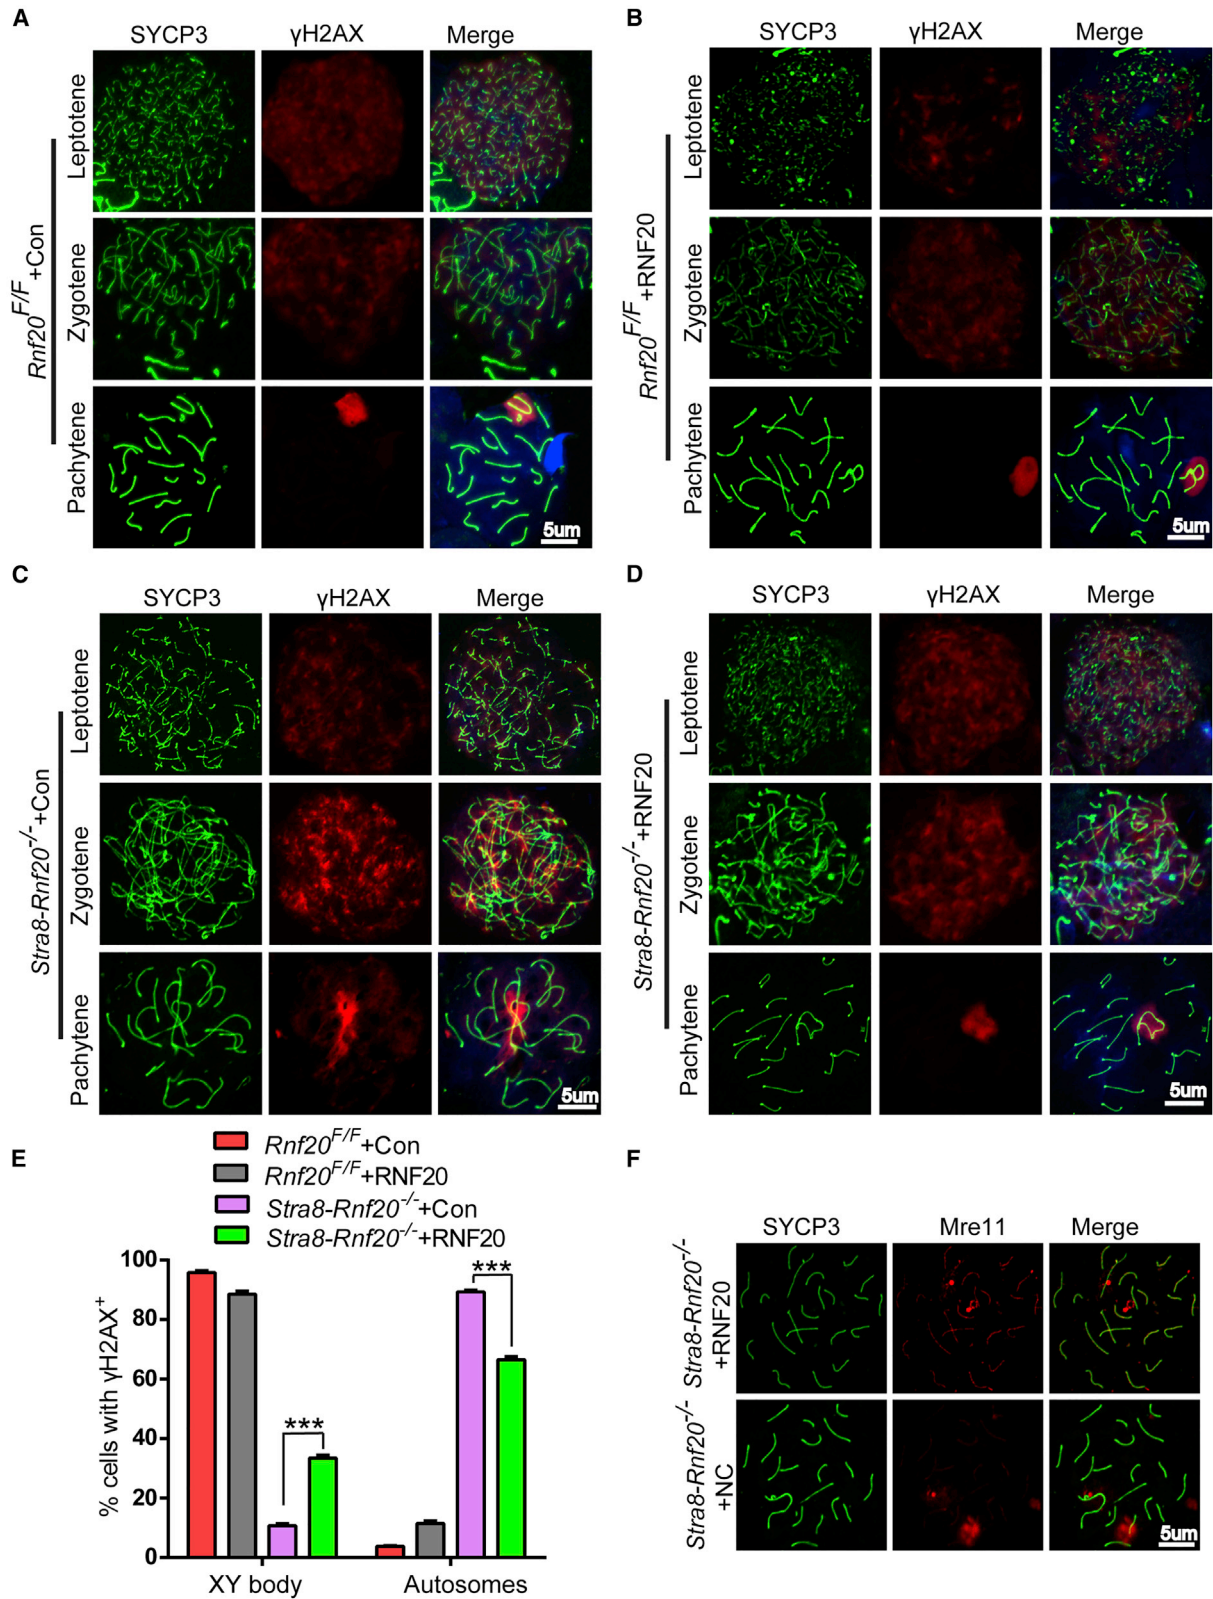 A
SYCP3 γH2AX Merge
Rnf20F/F+Con
Leptotene
Zygotene
Pachytene
5um
B
SYCP3 γH2AX Merge
Rnf20F/F+RNF20
Leptotene
Zygotene
Pachytene
5um
C
SYCP3 γH2AX Merge
Stra8-Rnf20-/-+Con
Leptotene
Zygotene
Pachytene
5um
D
SYCP3 γH2AX Merge
Stra8-Rnf20-/-+RNF20
Leptotene
Zygotene
Pachytene
5um
E
Rnf20F/F+Con
Rnf20F/F+RNF20
Stra8-Rnf20-/-+Con
Stra8-Rnf20-/-+RNF20
% cells with γH2AX+
100
80
60
40
20
0
***
***
XY body Autosomes
F
SYCP3 Mre11 Merge
Stra8-Rnf20-/-
+RNF20
Stra8-Rnf20-/-
+NC
5um